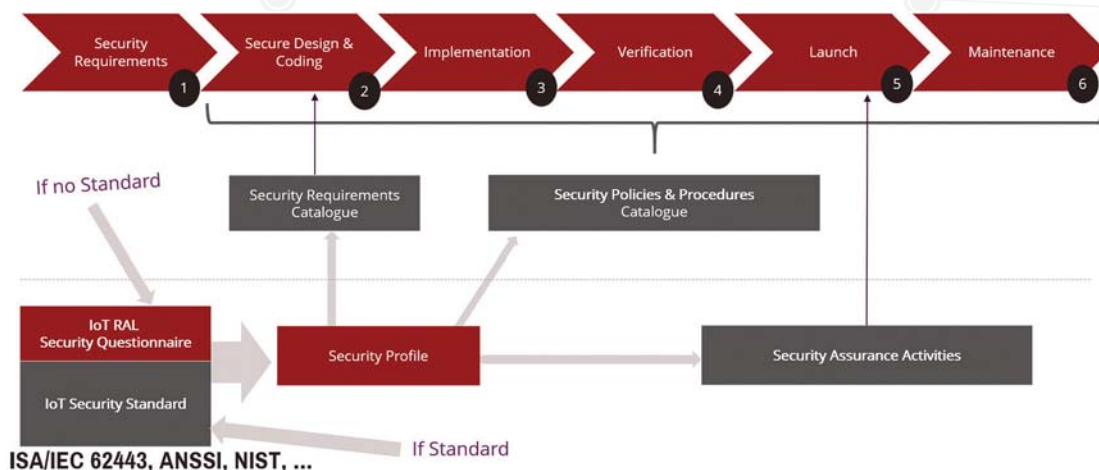 Security
Requirements
1
Secure Design &
Coding
2
Implementation
3
Verification
4
Launch
5
Maintenance
6
If no Standard
Security Requirements
Catalogue
Security Policies & Procedures
Catalogue
IoT RAL
Security Questionnaire
Security Profile
Security Assurance Activities
IoT Security Standard
If Standard
ISA/IEC 62443, ANSSI, NIST, ...